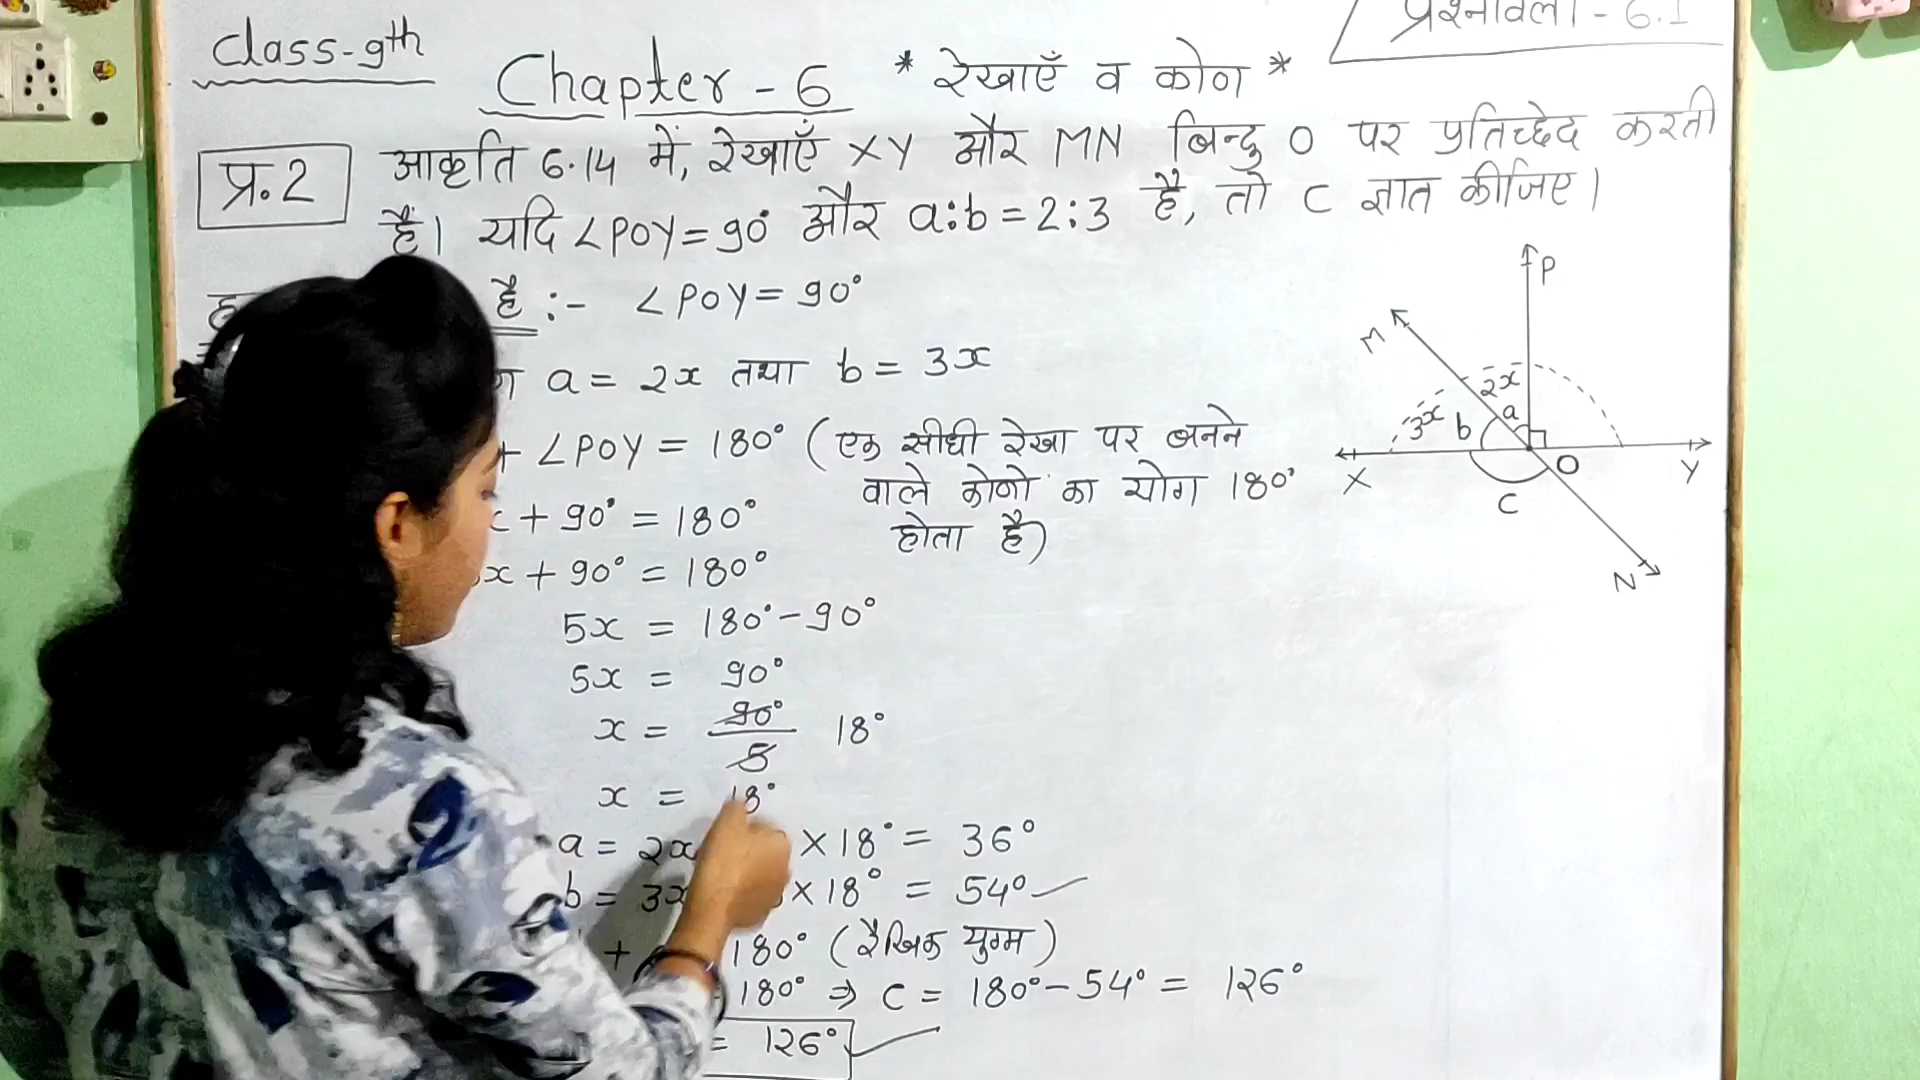 Class-9th
प्रश्नावली - 6.1
Chapter - 6 * रेखाएँ व कोण *
प्र.2 आकृति 6.14 में, रेखाएँ XY और MN बिन्दु O पर प्रतिच्छेद करती
हैं। यदि ∠POY = 90° और a:b = 2:3 है, तो C ज्ञात कीजिए।
है :- ∠POY = 90°
a = 2x तथा b = 3x
+ ∠POY = 180° (एक सीधी रेखा पर बनने
वाले कोणों का योग 180°
होता है)
x + 90° = 180°
x + 90° = 180°
5x = 180° - 90°
5x = 90°
x = 90°/5 18°
x = 18°
a = 2x × 18° = 36°
b = 3x × 18° = 54°
+ 180° (रैखिक युग्म)
180° ⇒ C = 180° - 54° = 126°
= 126°
P
M
2x
a
3x
b
X
O
Y
C
N